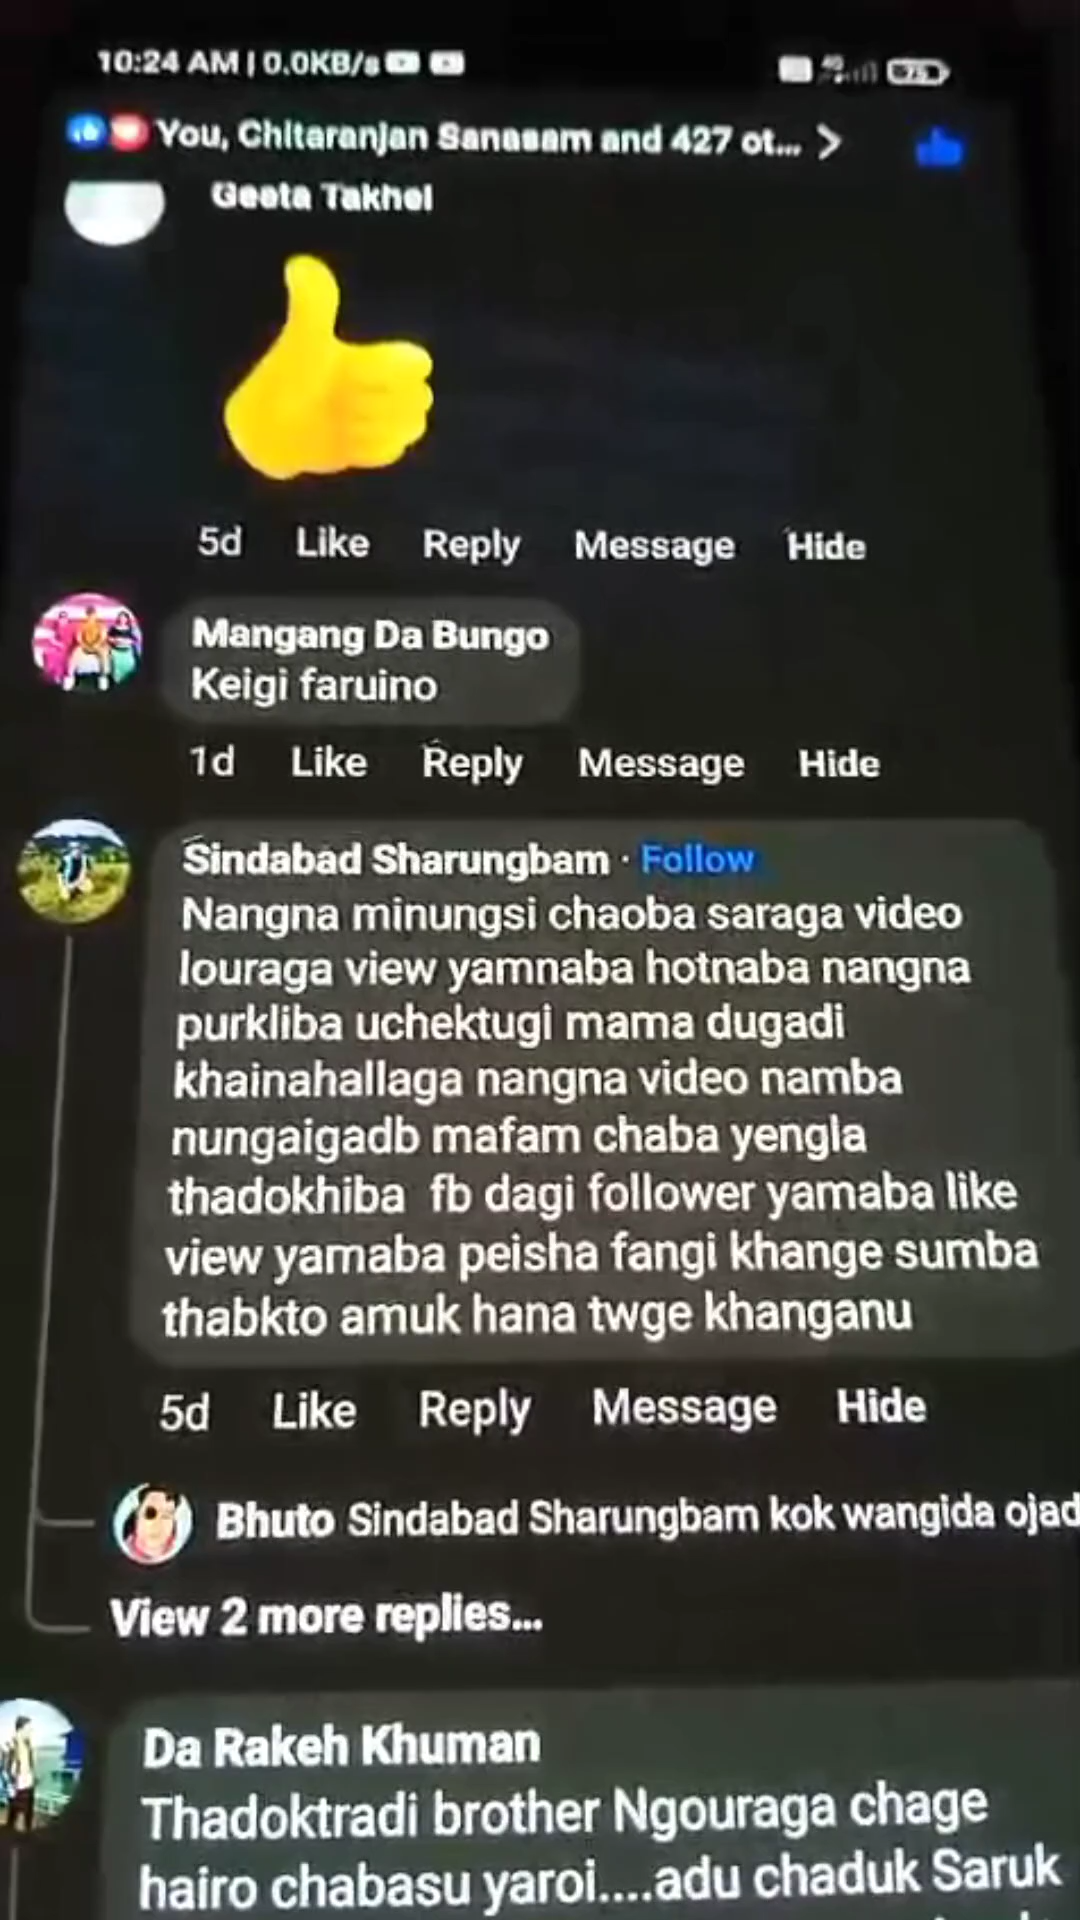 10:24 AM | 0.0KB/s
4G 75
You, Chitaranjan Sanasam and 427 ot...
Geeta Takhel
5d Like Reply Message Hide
Mangang Da Bungo
Keigi faruino
1d Like Reply Message Hide
Sindabad Sharungbam · Follow
Nangna minungsi chaoba saraga video
louraga view yamnaba hotnaba nangna
purkliba uchektugi mama dugadi
khainahallaga nangna video namba
nungaigadb mafam chaba yengla
thadokhiba fb dagi follower yamaba like
view yamaba peisha fangi khange sumba
thabkto amuk hana twge khanganu
5d Like Reply Message Hide
Bhuto Sindabad Sharungbam kok wangida ojad
View 2 more replies...
Da Rakeh Khuman
Thadoktradi brother Ngouraga chage
hairo chabasu yaroi....adu chaduk Saruk